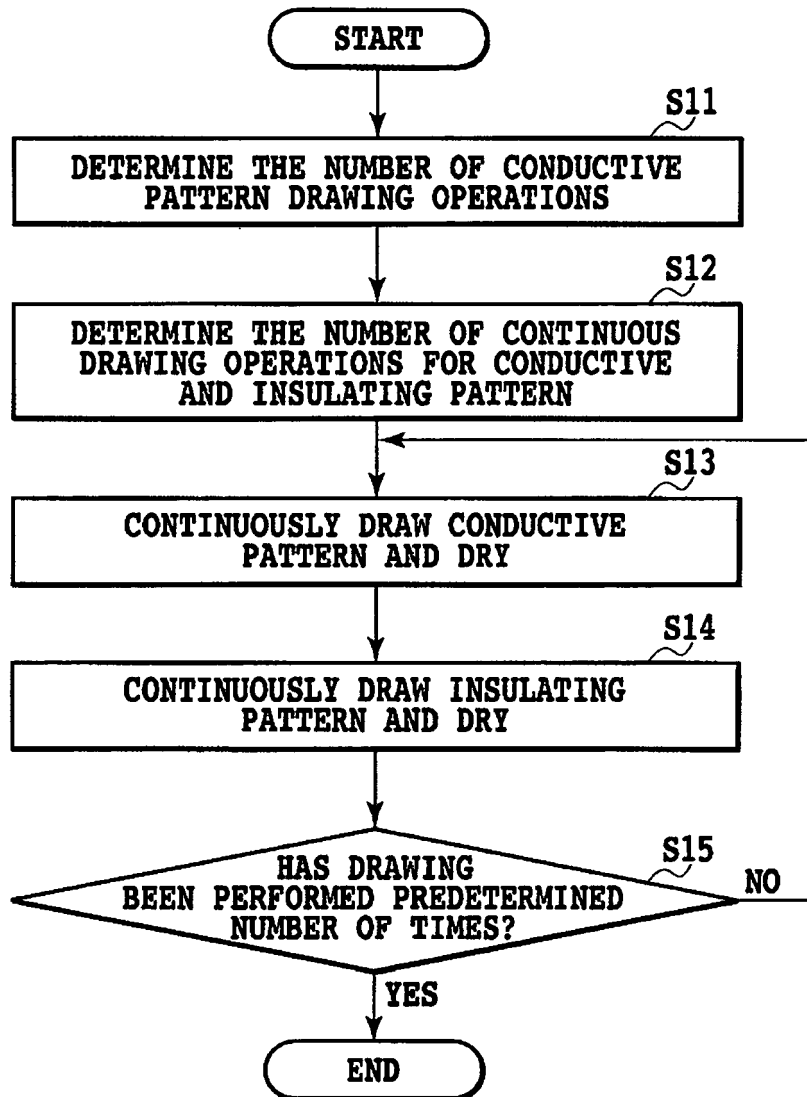 START
S11
DETERMINE THE NUMBER OF CONDUCTIVE
PATTERN DRAWING OPERATIONS
S12
DETERMINE THE NUMBER OF CONTINUOUS
DRAWING OPERATIONS FOR CONDUCTIVE
AND INSULATING PATTERN
S13
CONTINUOUSLY DRAW CONDUCTIVE
PATTERN AND DRY
S14
CONTINUOUSLY DRAW INSULATING
PATTERN AND DRY
S15
HAS DRAWING
BEEN PERFORMED PREDETERMINED
NUMBER OF TIMES?
NO
YES
END